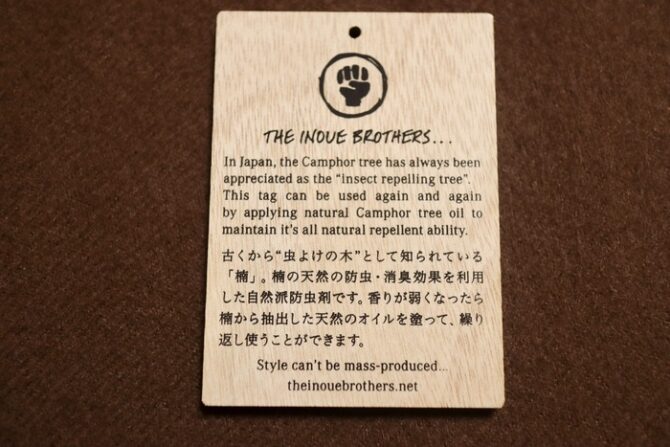 THE INOUE BROTHERS...
In Japan, the Camphor tree has always been
appreciated as the “insect repelling tree”.
This tag can be used again and again
by applying natural Camphor tree oil to
maintain it's all natural repellent ability.
古くから“虫よけの木”として知られている
「楠」。楠の天然の防虫・消臭効果を利用
した自然派防虫剤です。香りが弱くなったら
楠から抽出した天然のオイルを塗って、繰り
返し使うことができます。
Style can't be mass-produced...
theinouebrothers.net